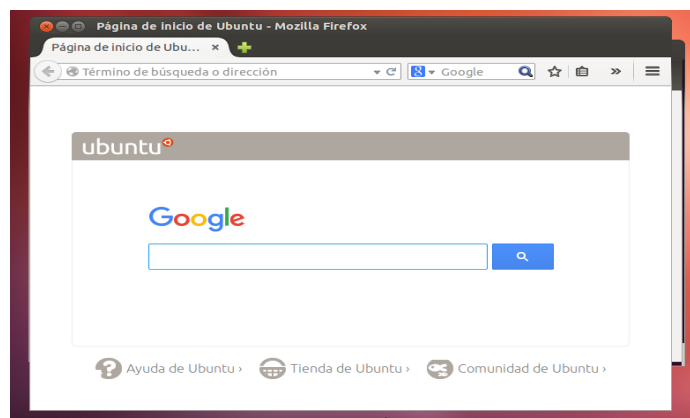 Página de inicio de Ubuntu - Mozilla Firefox
Página de inicio de Ubu...
Término de búsqueda o dirección
Google
ubuntu
Google
Ayuda de Ubuntu ›
Tienda de Ubuntu ›
Comunidad de Ubuntu ›